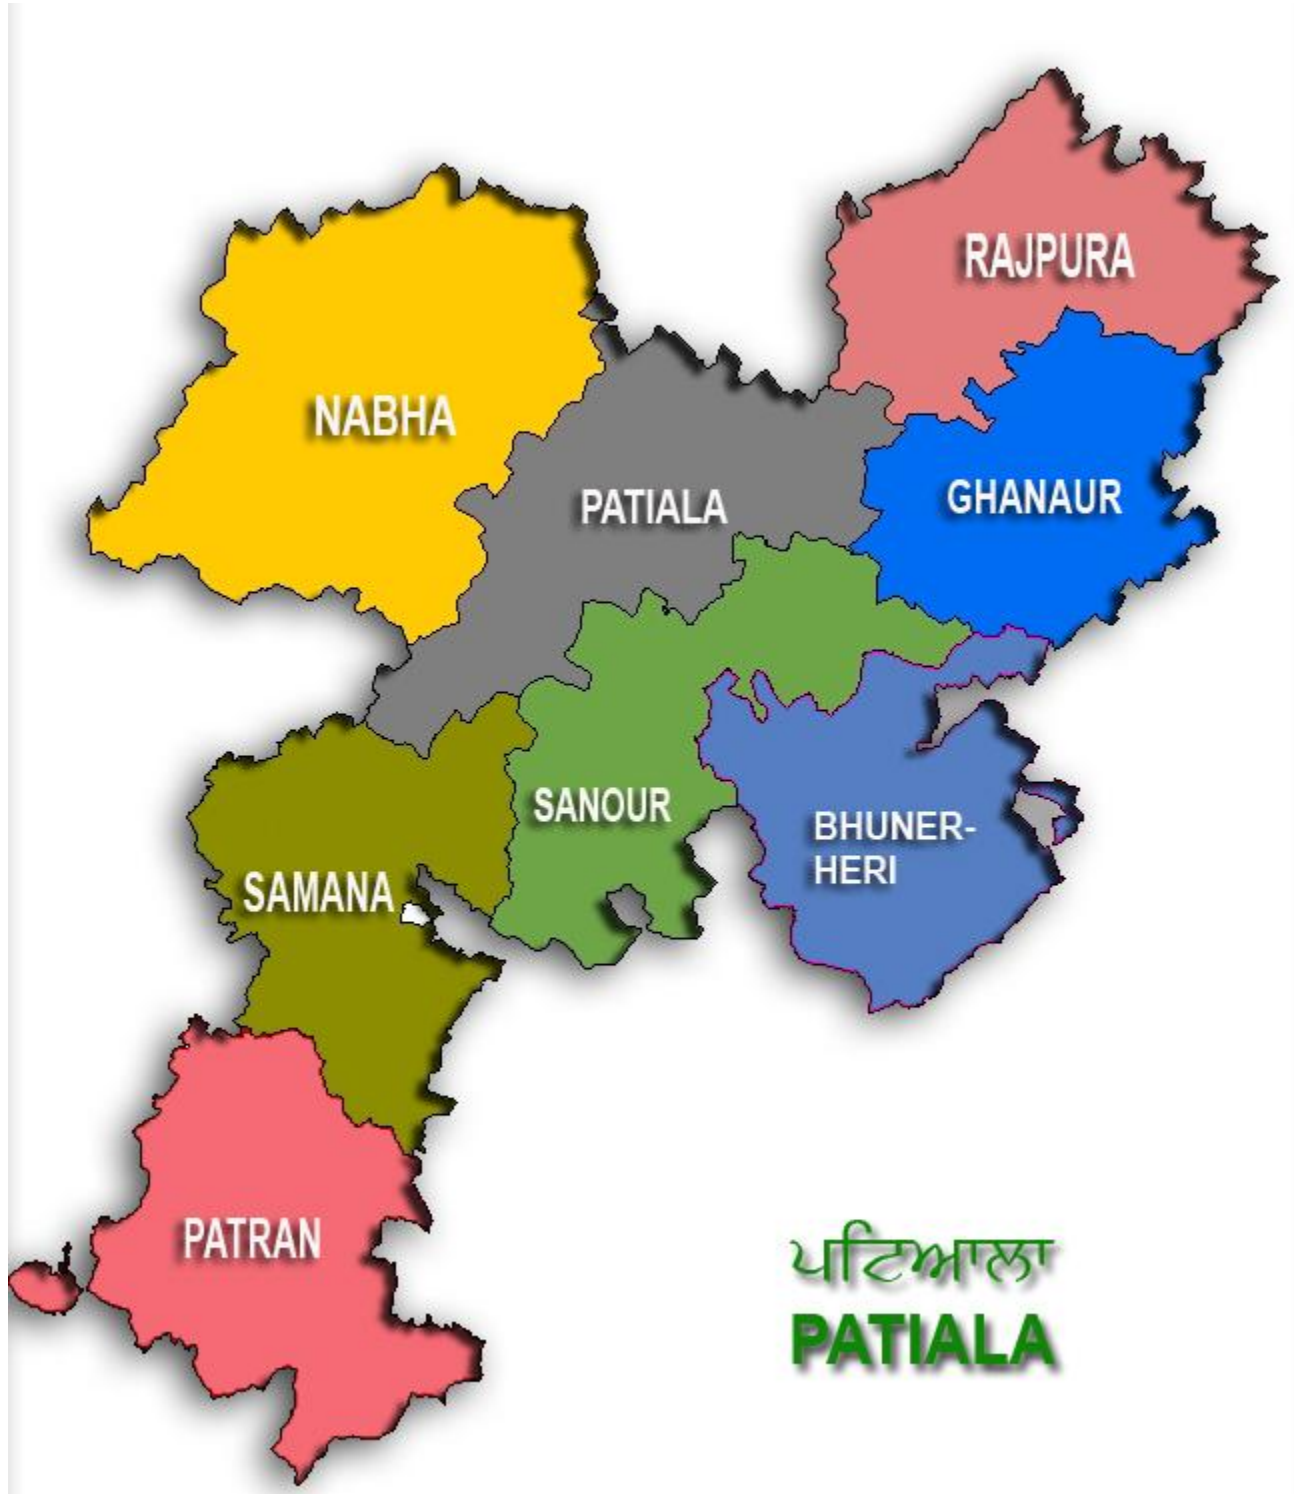 RAJPURA
NABHA
PATIALA
GHANAUR
SANOUR
BHUNER-
HERI
SAMANA
PATRAN
ਪਟਿਆਲਾ
PATIALA